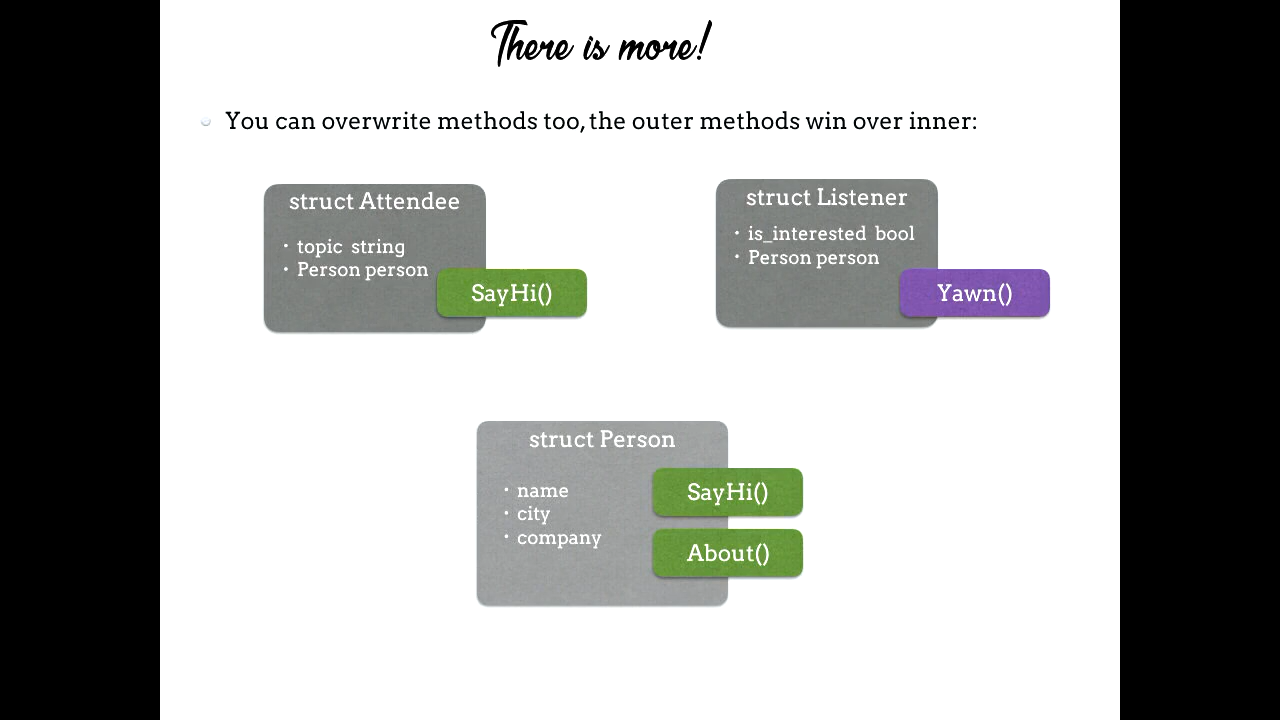 There is more!
You can overwrite methods too, the outer methods win over inner:
struct Attendee
• topic string
• Person person
SayHi()
struct Listener
• is_interested bool
• Person person
Yawn()
struct Person
• name
• city
• company
SayHi()
About()